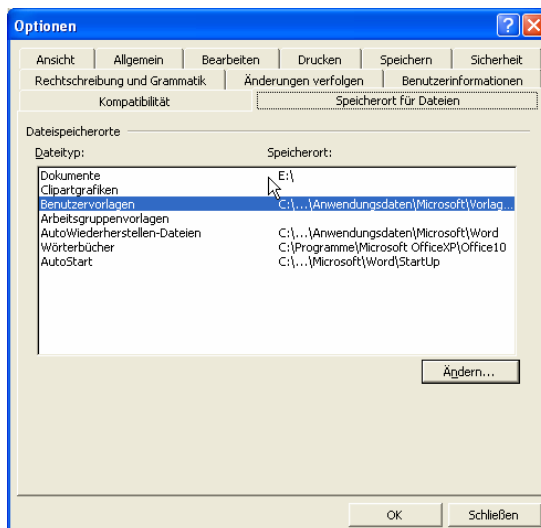 Optionen
Ansicht Allgemein Bearbeiten Drucken Speichern Sicherheit
Rechtschreibung und Grammatik Änderungen verfolgen Benutzerinformationen
Kompatibilität Speicherort für Dateien
Dateispeicherorte
Dateityp: Speicherort:
Dokumente E:\
Clipartgrafiken
Benutzervorlagen C:\...\Anwendungsdaten\Microsoft\Vorlag...
Arbeitsgruppenvorlagen
AutoWiederherstellen-Dateien C:\...\Anwendungsdaten\Microsoft\Word
Wörterbücher C:\Programme\Microsoft OfficeXP\Office10
AutoStart C:\...\Microsoft\Word\StartUp
Ändern...
OK Schließen